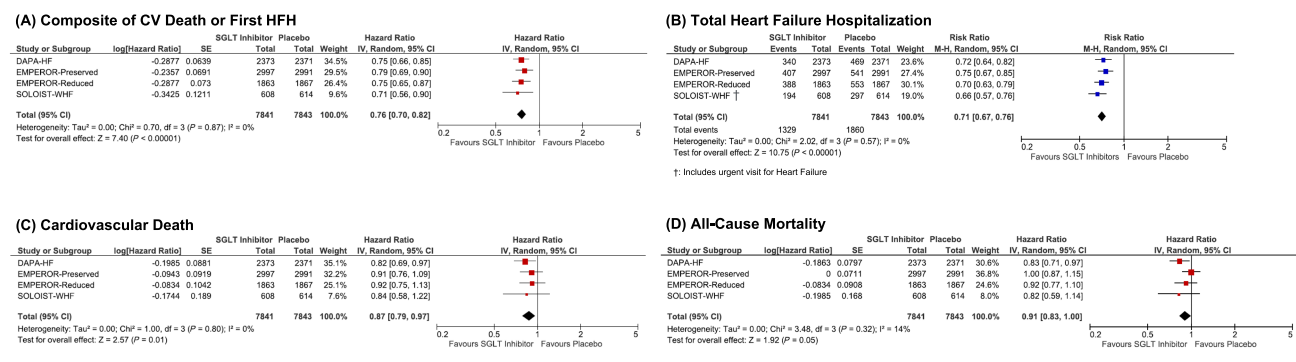 (A) Composite of CV Death or First HFH
SGLT Inhibitor Placebo Hazard Ratio Hazard Ratio
Study or Subgroup log[Hazard Ratio] SE Total Total Weight IV, Random, 95% CI IV, Random, 95% CI
DAPA-HF -0.2877 0.0639 2373 2371 34.5% 0.75 [0.66, 0.85]
EMPEROR-Preserved -0.2357 0.0691 2997 2991 29.5% 0.79 [0.69, 0.90]
EMPEROR-Reduced -0.2877 0.073 1863 1867 26.4% 0.75 [0.65, 0.87]
SOLOIST-WHF -0.3425 0.1211 608 614 9.6% 0.71 [0.56, 0.90]
Total (95% CI) 7841 7843 100.0% 0.76 [0.70, 0.82]
Heterogeneity: Tau² = 0.00; Chi² = 0.70, df = 3 (P = 0.87); I² = 0%
Test for overall effect: Z = 7.40 (P < 0.00001)
0.2 0.5 1 2 5
Favours SGLT Inhibitor Favours Placebo
(B) Total Heart Failure Hospitalization
SGLT Inhibitor Placebo Risk Ratio Risk Ratio
Study or Subgroup Events Total Events Total Weight M-H, Random, 95% CI M-H, Random, 95% CI
DAPA-HF 340 2373 469 2371 23.6% 0.72 [0.64, 0.82]
EMPEROR-Preserved 407 2997 541 2991 27.3% 0.75 [0.67, 0.85]
EMPEROR-Reduced 388 1863 553 1867 30.1% 0.70 [0.63, 0.79]
SOLOIST-WHF † 194 608 297 614 19.0% 0.66 [0.57, 0.76]
Total (95% CI) 7841 7843 100.0% 0.71 [0.67, 0.76]
Total events 1329 1860
Heterogeneity: Tau² = 0.00; Chi² = 2.02, df = 3 (P = 0.57); I² = 0%
Test for overall effect: Z = 10.75 (P < 0.00001)
0.2 0.5 1 2 5
Favours SGLT Inhibitors Favours Placebo
†: Includes urgent visit for Heart Failure
(C) Cardiovascular Death
SGLT Inhibitor Placebo Hazard Ratio Hazard Ratio
Study or Subgroup log[Hazard Ratio] SE Total Total Weight IV, Random, 95% CI IV, Random, 95% CI
DAPA-HF -0.1985 0.0881 2373 2371 35.1% 0.82 [0.69, 0.97]
EMPEROR-Preserved -0.0943 0.0919 2997 2991 32.2% 0.91 [0.76, 1.09]
EMPEROR-Reduced -0.0834 0.1042 1863 1867 25.1% 0.92 [0.75, 1.13]
SOLOIST-WHF -0.1744 0.189 608 614 7.6% 0.84 [0.58, 1.22]
Total (95% CI) 7841 7843 100.0% 0.87 [0.79, 0.97]
Heterogeneity: Tau² = 0.00; Chi² = 1.00, df = 3 (P = 0.80); I² = 0%
Test for overall effect: Z = 2.57 (P = 0.01)
0.2 0.5 1 2 5
Favours SGLT Inhibitor Favours Placebo
(D) All-Cause Mortality
SGLT Inhibitor Placebo Hazard Ratio Hazard Ratio
Study or Subgroup log[Hazard Ratio] SE Total Total Weight IV, Random, 95% CI IV, Random, 95% CI
DAPA-HF -0.1863 0.0797 2373 2371 30.6% 0.83 [0.71, 0.97]
EMPEROR-Preserved 0 0.0711 2997 2991 36.8% 1.00 [0.87, 1.15]
EMPEROR-Reduced -0.0834 0.0908 1863 1867 24.6% 0.92 [0.77, 1.10]
SOLOIST-WHF -0.1985 0.168 608 614 8.0% 0.82 [0.59, 1.14]
Total (95% CI) 7841 7843 100.0% 0.91 [0.83, 1.00]
Heterogeneity: Tau² = 0.00; Chi² = 3.48, df = 3 (P = 0.32); I² = 14%
Test for overall effect: Z = 1.92 (P = 0.05)
0.2 0.5 1 2 5
Favours SGLT Inhibitor Favours Placebo